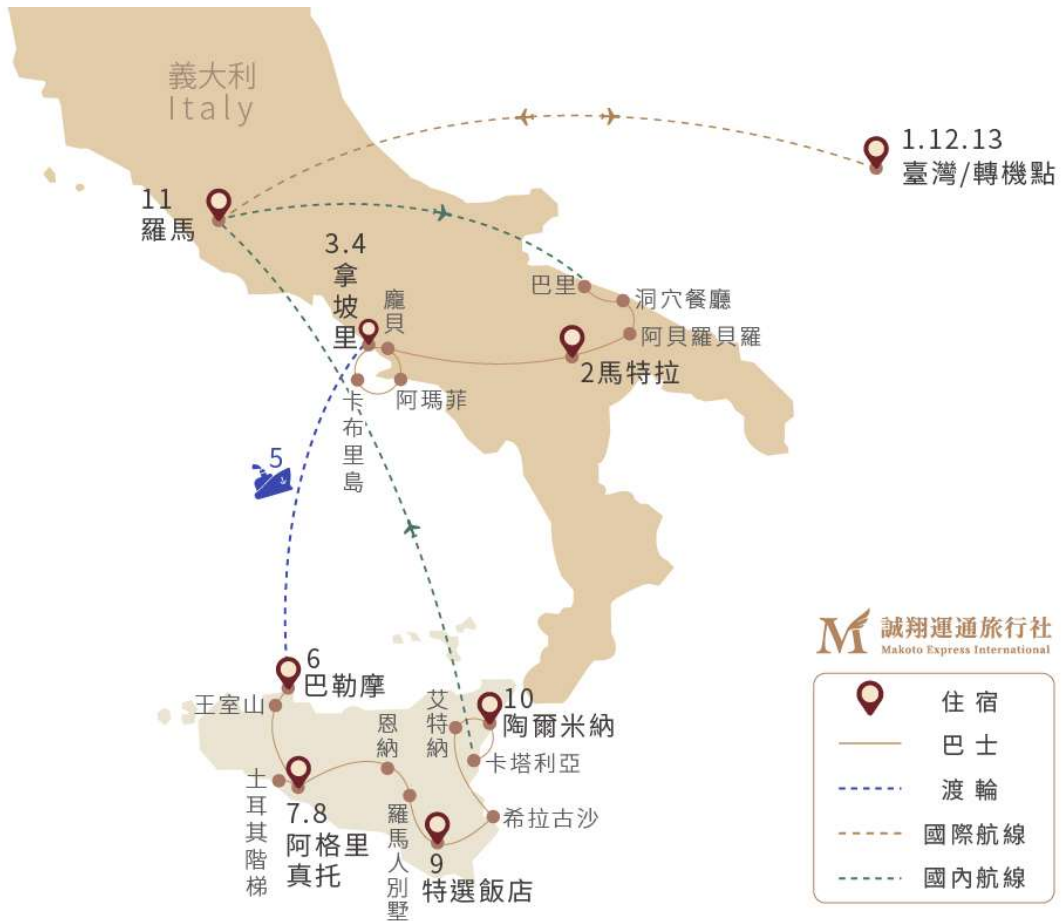 義大利
Italy
1.12.13
臺灣/轉機點
11
羅馬
3.4
拿坡里
龐貝
巴里
洞穴餐廳
阿貝羅貝羅
2馬特拉
阿瑪菲
卡布里島
5
6
巴勒摩
王室山
土耳其階梯
7.8
阿格里
真托
恩納
羅馬人別墅
9
特選飯店
艾特納
10
陶爾米納
卡塔利亞
希拉古沙
誠翔運通旅行社
Makoto Express International
住宿
巴士
渡輪
國際航線
國內航線